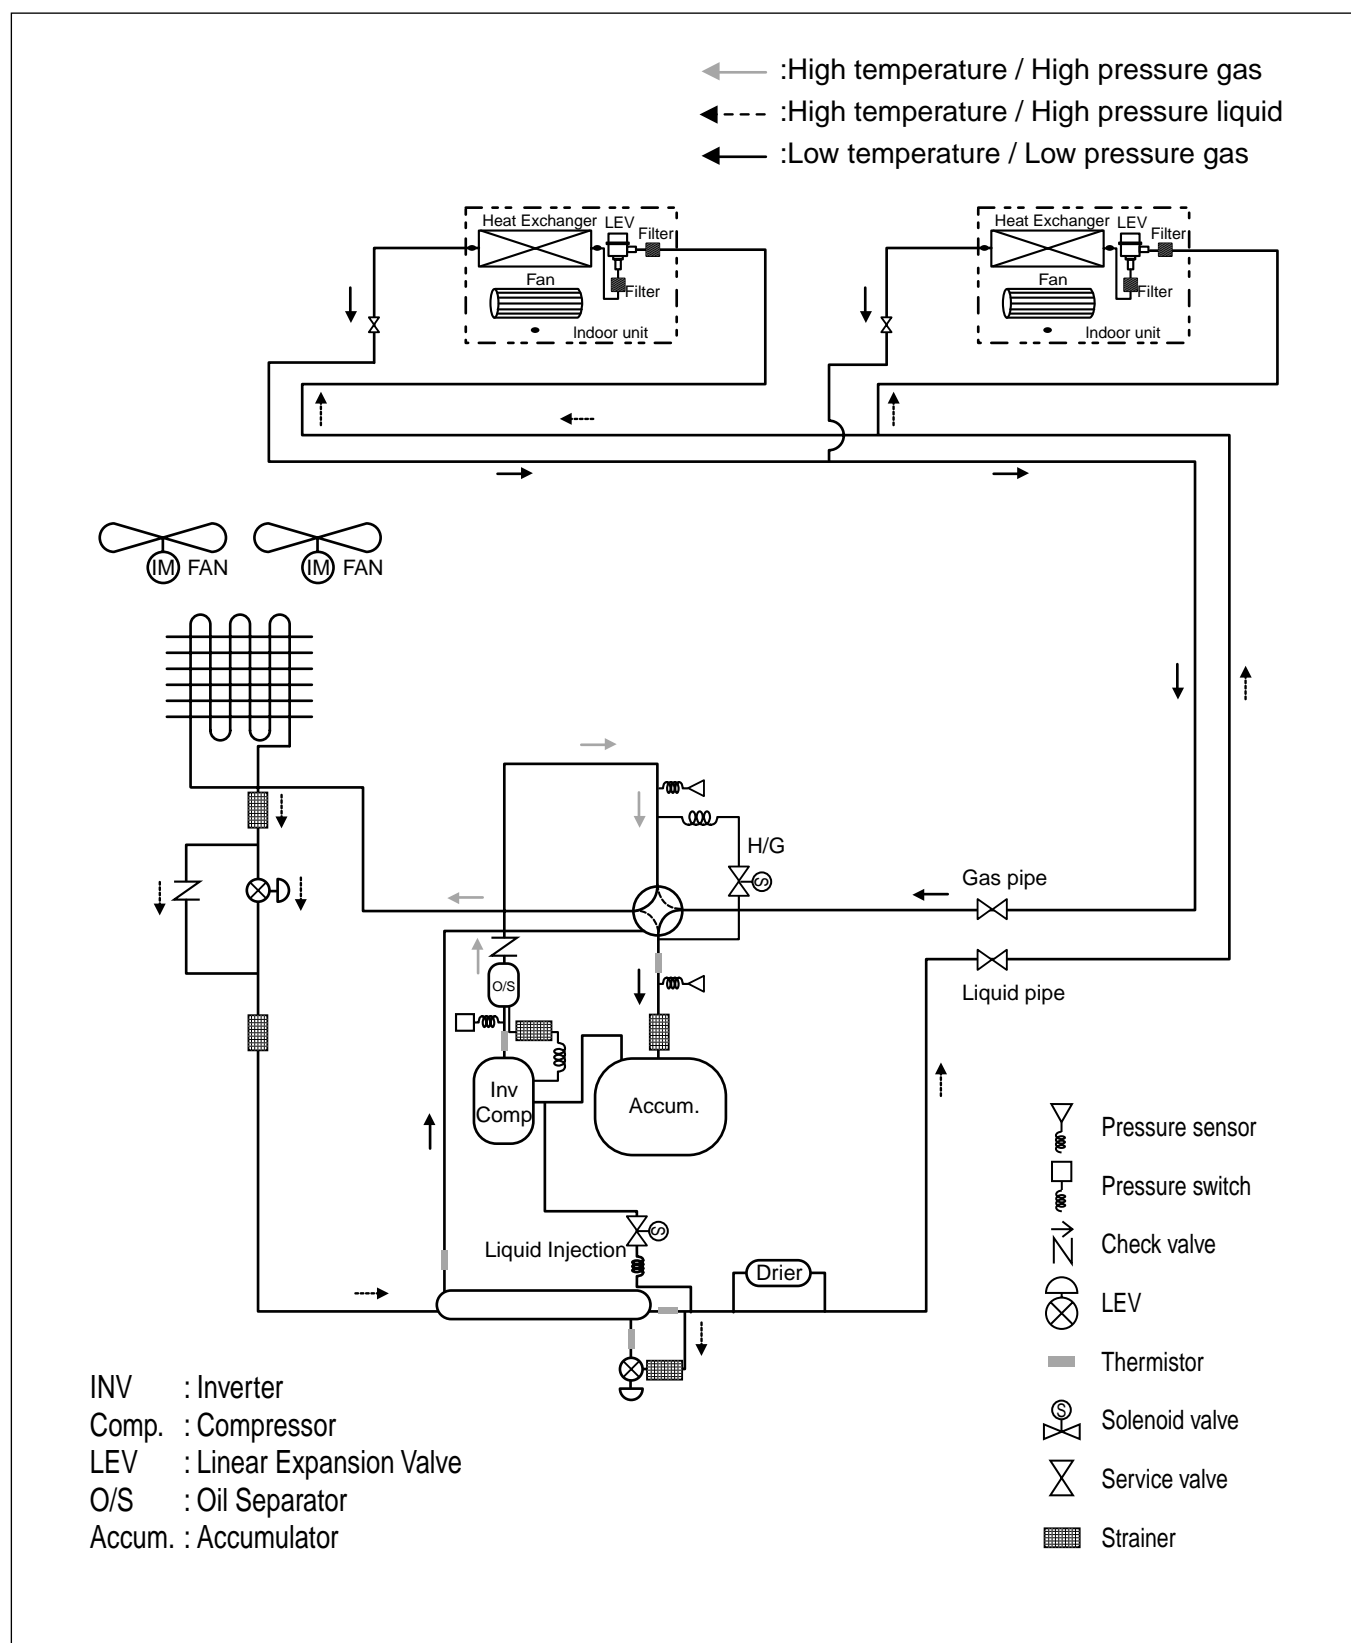 :High temperature / High pressure gas
:High temperature / High pressure liquid
:Low temperature / Low pressure gas
Heat Exchanger LEV
Filter
Fan
Filter
Indoor unit
Heat Exchanger LEV
Filter
Fan
Filter
Indoor unit
IM FAN
IM FAN
H/G
S
Gas pipe
Liquid pipe
O/S
Inv
Comp
Accum.
Liquid Injection
S
Drier
Pressure sensor
Pressure switch
Check valve
LEV
Thermistor
S
Solenoid valve
Service valve
Strainer
INV : Inverter
Comp. : Compressor
LEV : Linear Expansion Valve
O/S : Oil Separator
Accum. : Accumulator